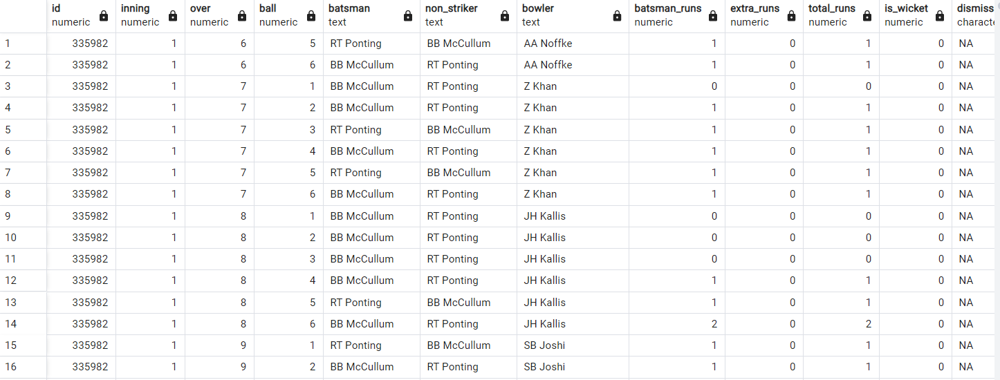 id inning over ball batsman non_striker bowler batsman_runs extra_runs total_runs is_wicket dismiss
numeric numeric numeric numeric text text text numeric numeric numeric numeric characte
1 335982 1 6 5 RT Ponting BB McCullum AA Noffke 1 0 1 0 NA
2 335982 1 6 6 BB McCullum RT Ponting AA Noffke 1 0 1 0 NA
3 335982 1 7 1 BB McCullum RT Ponting Z Khan 0 0 0 0 NA
4 335982 1 7 2 BB McCullum RT Ponting Z Khan 1 0 1 0 NA
5 335982 1 7 3 RT Ponting BB McCullum Z Khan 1 0 1 0 NA
6 335982 1 7 4 BB McCullum RT Ponting Z Khan 1 0 1 0 NA
7 335982 1 7 5 RT Ponting BB McCullum Z Khan 1 0 1 0 NA
8 335982 1 7 6 BB McCullum RT Ponting Z Khan 1 0 1 0 NA
9 335982 1 8 1 BB McCullum RT Ponting JH Kallis 0 0 0 0 NA
10 335982 1 8 2 BB McCullum RT Ponting JH Kallis 0 0 0 0 NA
11 335982 1 8 3 BB McCullum RT Ponting JH Kallis 0 0 0 0 NA
12 335982 1 8 4 BB McCullum RT Ponting JH Kallis 1 0 1 0 NA
13 335982 1 8 5 RT Ponting BB McCullum JH Kallis 1 0 1 0 NA
14 335982 1 8 6 BB McCullum RT Ponting JH Kallis 2 0 2 0 NA
15 335982 1 9 1 RT Ponting BB McCullum SB Joshi 1 0 1 0 NA
16 335982 1 9 2 BB McCullum RT Ponting SB Joshi 1 0 1 0 NA